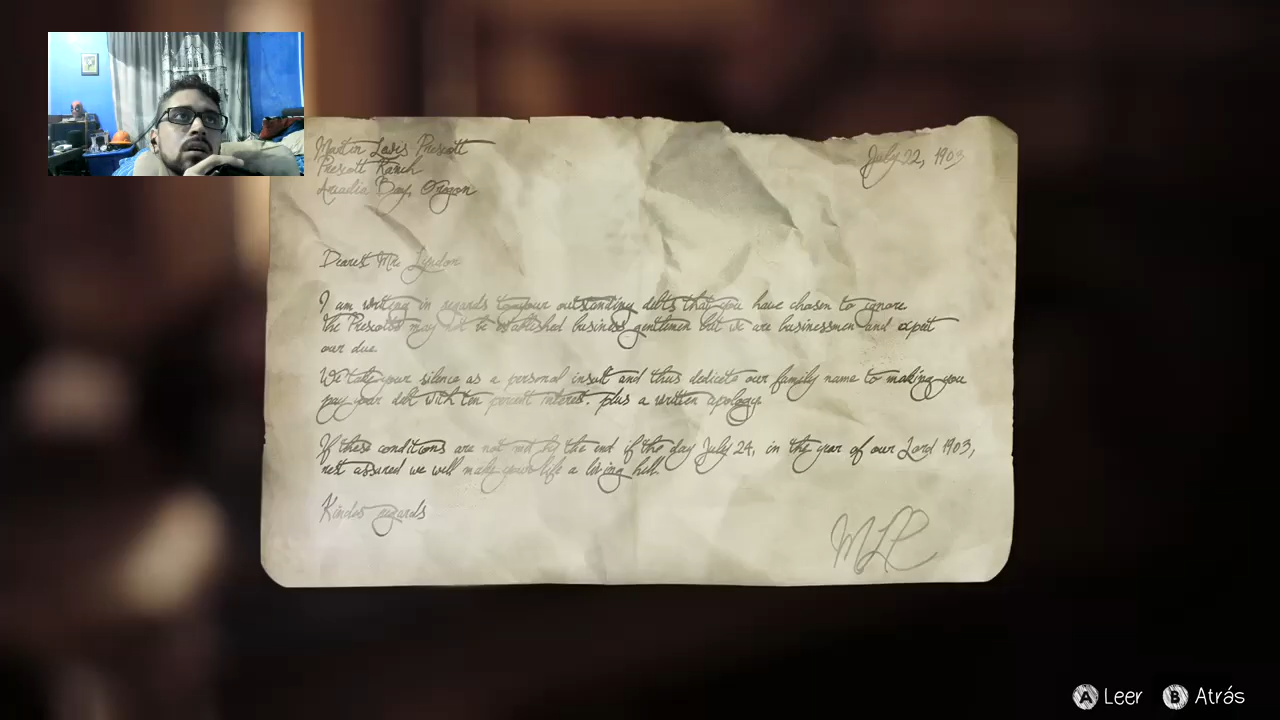 Martin Lewis Prescott
Prescott Ranch
Arcadia Bay, Oregon
July 22, 1903
Dearest Mr. Lyndon
I am writing in regards to your outstanding debts that you have chosen to ignore.
The Prescotts may not be established business gentlemen but we are businessmen and expect
our due.
We take your silence as a personal insult and thus dedicate our family name to making you
pay your debt with ten percent interest. plus a written apology.
If these conditions are not met by the end if the day July 24, in the year of our Lord 1903,
rest assured we will make your life a living hell.
Kindest regards
MLP
A Leer B Atrás